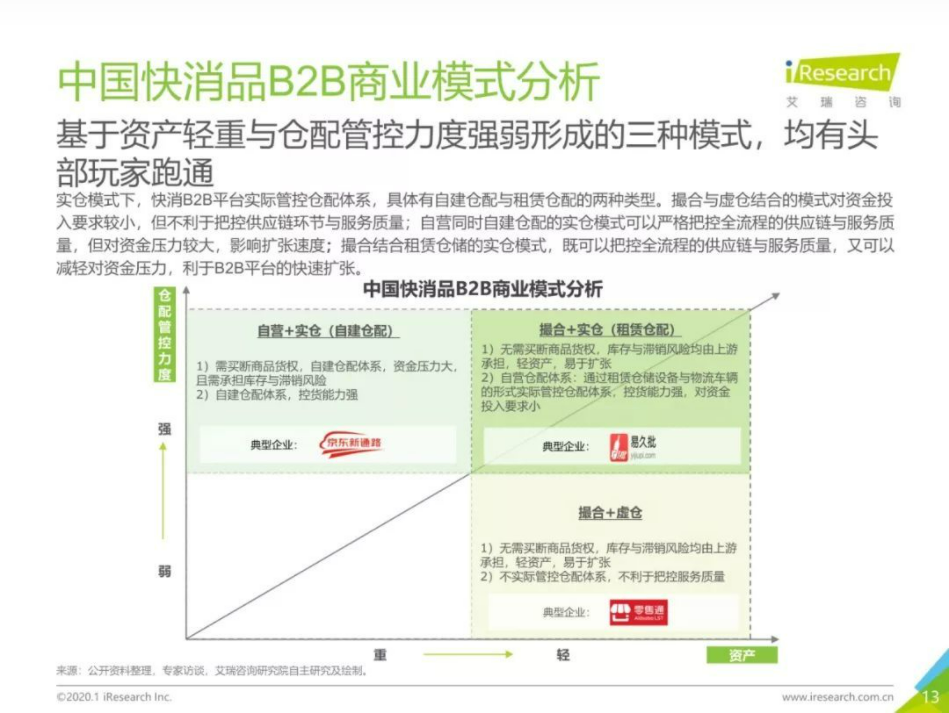 中国快消品B2B商业模式分析
iResearch
艾 瑞 咨 询
基于资产轻重与仓配管控力度强弱形成的三种模式，均有头
部玩家跑通
实仓模式下，快消B2B平台实际管控仓配体系，具体有自建仓配与租赁仓配的两种类型。撮合与虚仓结合的模式对资金投
入要求较小，但不利于把控供应链环节与服务质量；自营同时自建仓配的实仓模式可以严格把控全流程的供应链与服务质
量，但对资金压力较大，影响扩张速度；撮合结合租赁仓储的实仓模式，既可以把控全流程的供应链与服务质量，又可以
减轻对资金压力，利于B2B平台的快速扩张。
中国快消品B2B商业模式分析
仓配管控力度
强
弱
自营+实仓（自建仓配）
1）需买断商品货权，自建仓配体系，资金压力大，
且需承担库存与滞销风险
2）自建仓配体系，控货能力强
典型企业：
京东新通路
撮合+实仓（租赁仓配）
1）无需买断商品货权，库存与滞销风险均由上游
承担，轻资产，易于扩张
2）自营仓配体系：通过租赁仓储设备与物流车辆
的形式实际管控仓配体系，控货能力强，对资金
投入要求小
典型企业：
易久批
撮合+虚仓
1）无需买断商品货权，库存与滞销风险均由上游
承担，轻资产，易于扩张
2）不实际管控仓配体系，不利于把控服务质量
典型企业：
零售通
重
轻
资产
来源：公开资料整理，专家访谈，艾瑞咨询研究院自主研究及绘制。
©2020.1 iResearch Inc.
www.iresearch.com.cn
13